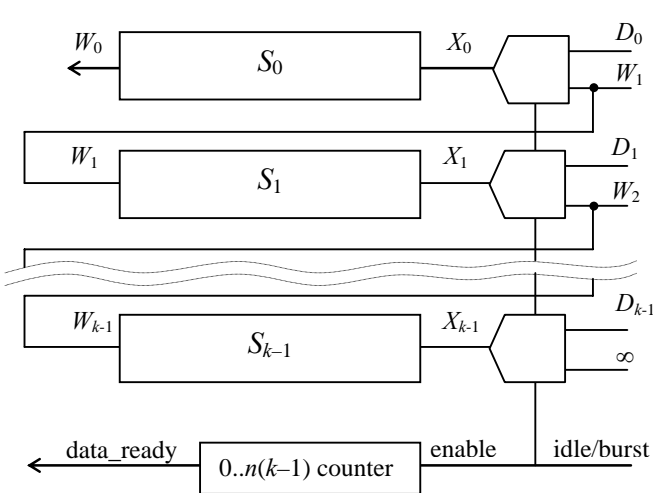 W₀ S₀ X₀ D₀
W₁
W₁ S₁ X₁ D₁
W₂
Wₖ₋₁ Sₖ₋₁ Xₖ₋₁ Dₖ₋₁
∞
data_ready 0..n(k–1) counter enable idle/burst